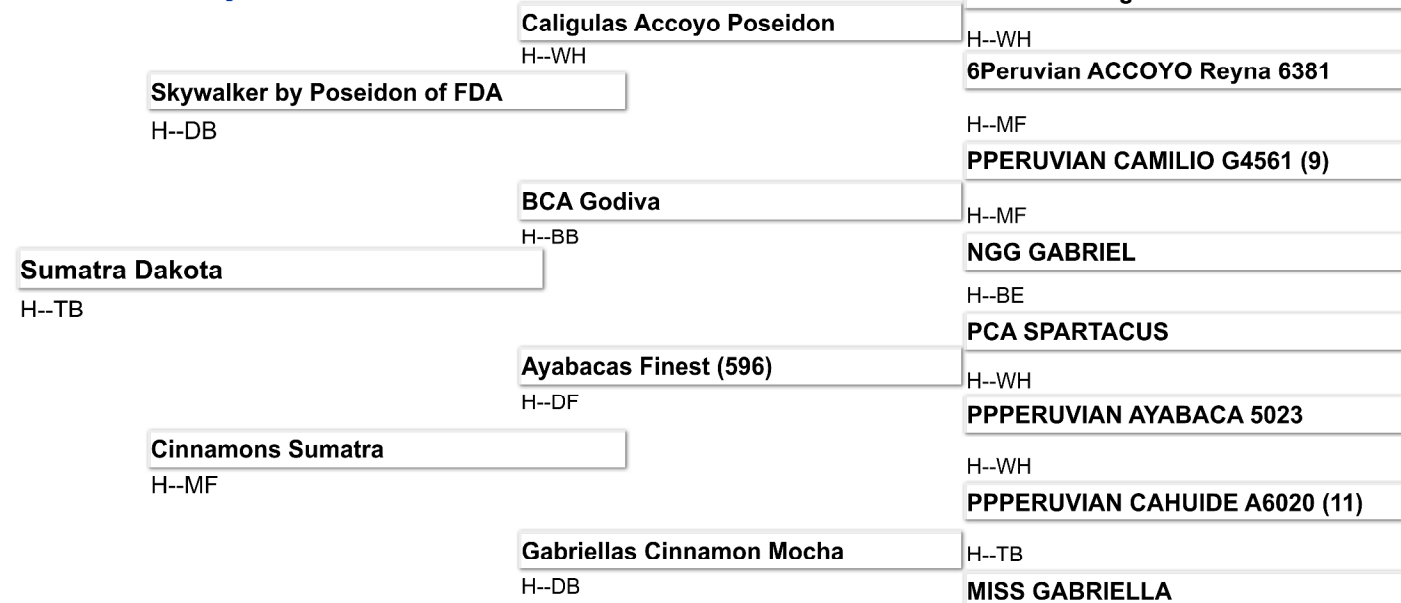 Caligulas Accoyo Poseidon
H--WH
H--WH
6Peruvian ACCOYO Reyna 6381
Skywalker by Poseidon of FDA
H--DB
H--MF
PPERUVIAN CAMILIO G4561 (9)
BCA Godiva
H--BB
H--MF
NGG GABRIEL
Sumatra Dakota
H--TB
H--BE
PCA SPARTACUS
Ayabacas Finest (596)
H--DF
H--WH
PPPERUVIAN AYABACA 5023
Cinnamons Sumatra
H--MF
H--WH
PPPERUVIAN CAHUIDE A6020 (11)
Gabriellas Cinnamon Mocha
H--DB
H--TB
MISS GABRIELLA